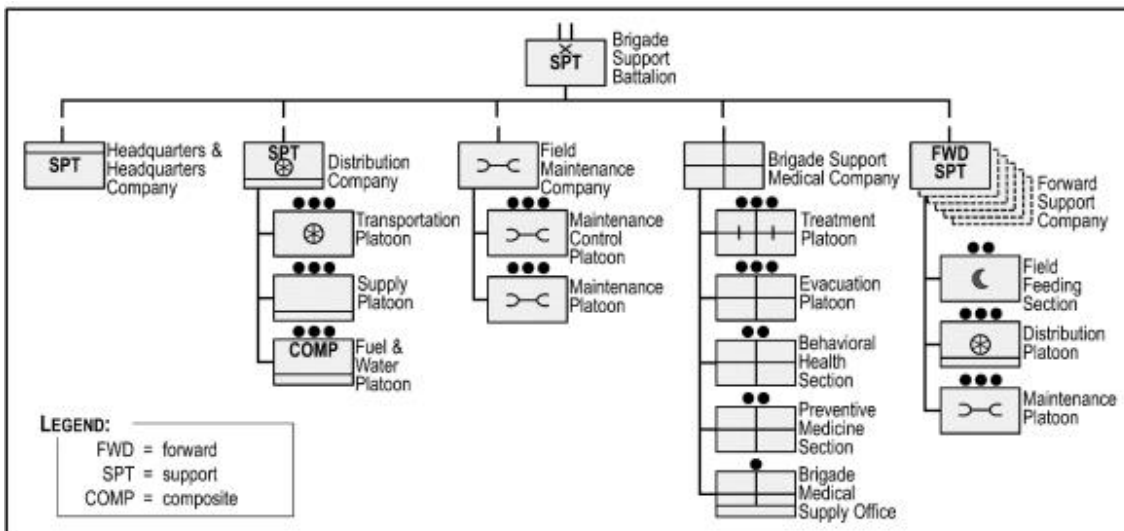 SPT
Brigade
Support
Battalion
SPT
Headquarters &
Headquarters
Company
SPT
Distribution
Company
Transportation
Platoon
Supply
Platoon
COMP
Fuel &
Water
Platoon
Field
Maintenance
Company
Maintenance
Control
Platoon
Maintenance
Platoon
Brigade Support
Medical Company
Treatment
Platoon
Evacuation
Platoon
Behavioral
Health
Section
Preventive
Medicine
Section
Brigade
Medical
Supply Office
FWD
SPT
Forward
Support
Company
Field
Feeding
Section
Distribution
Platoon
Maintenance
Platoon
LEGEND:
FWD = forward
SPT = support
COMP = composite